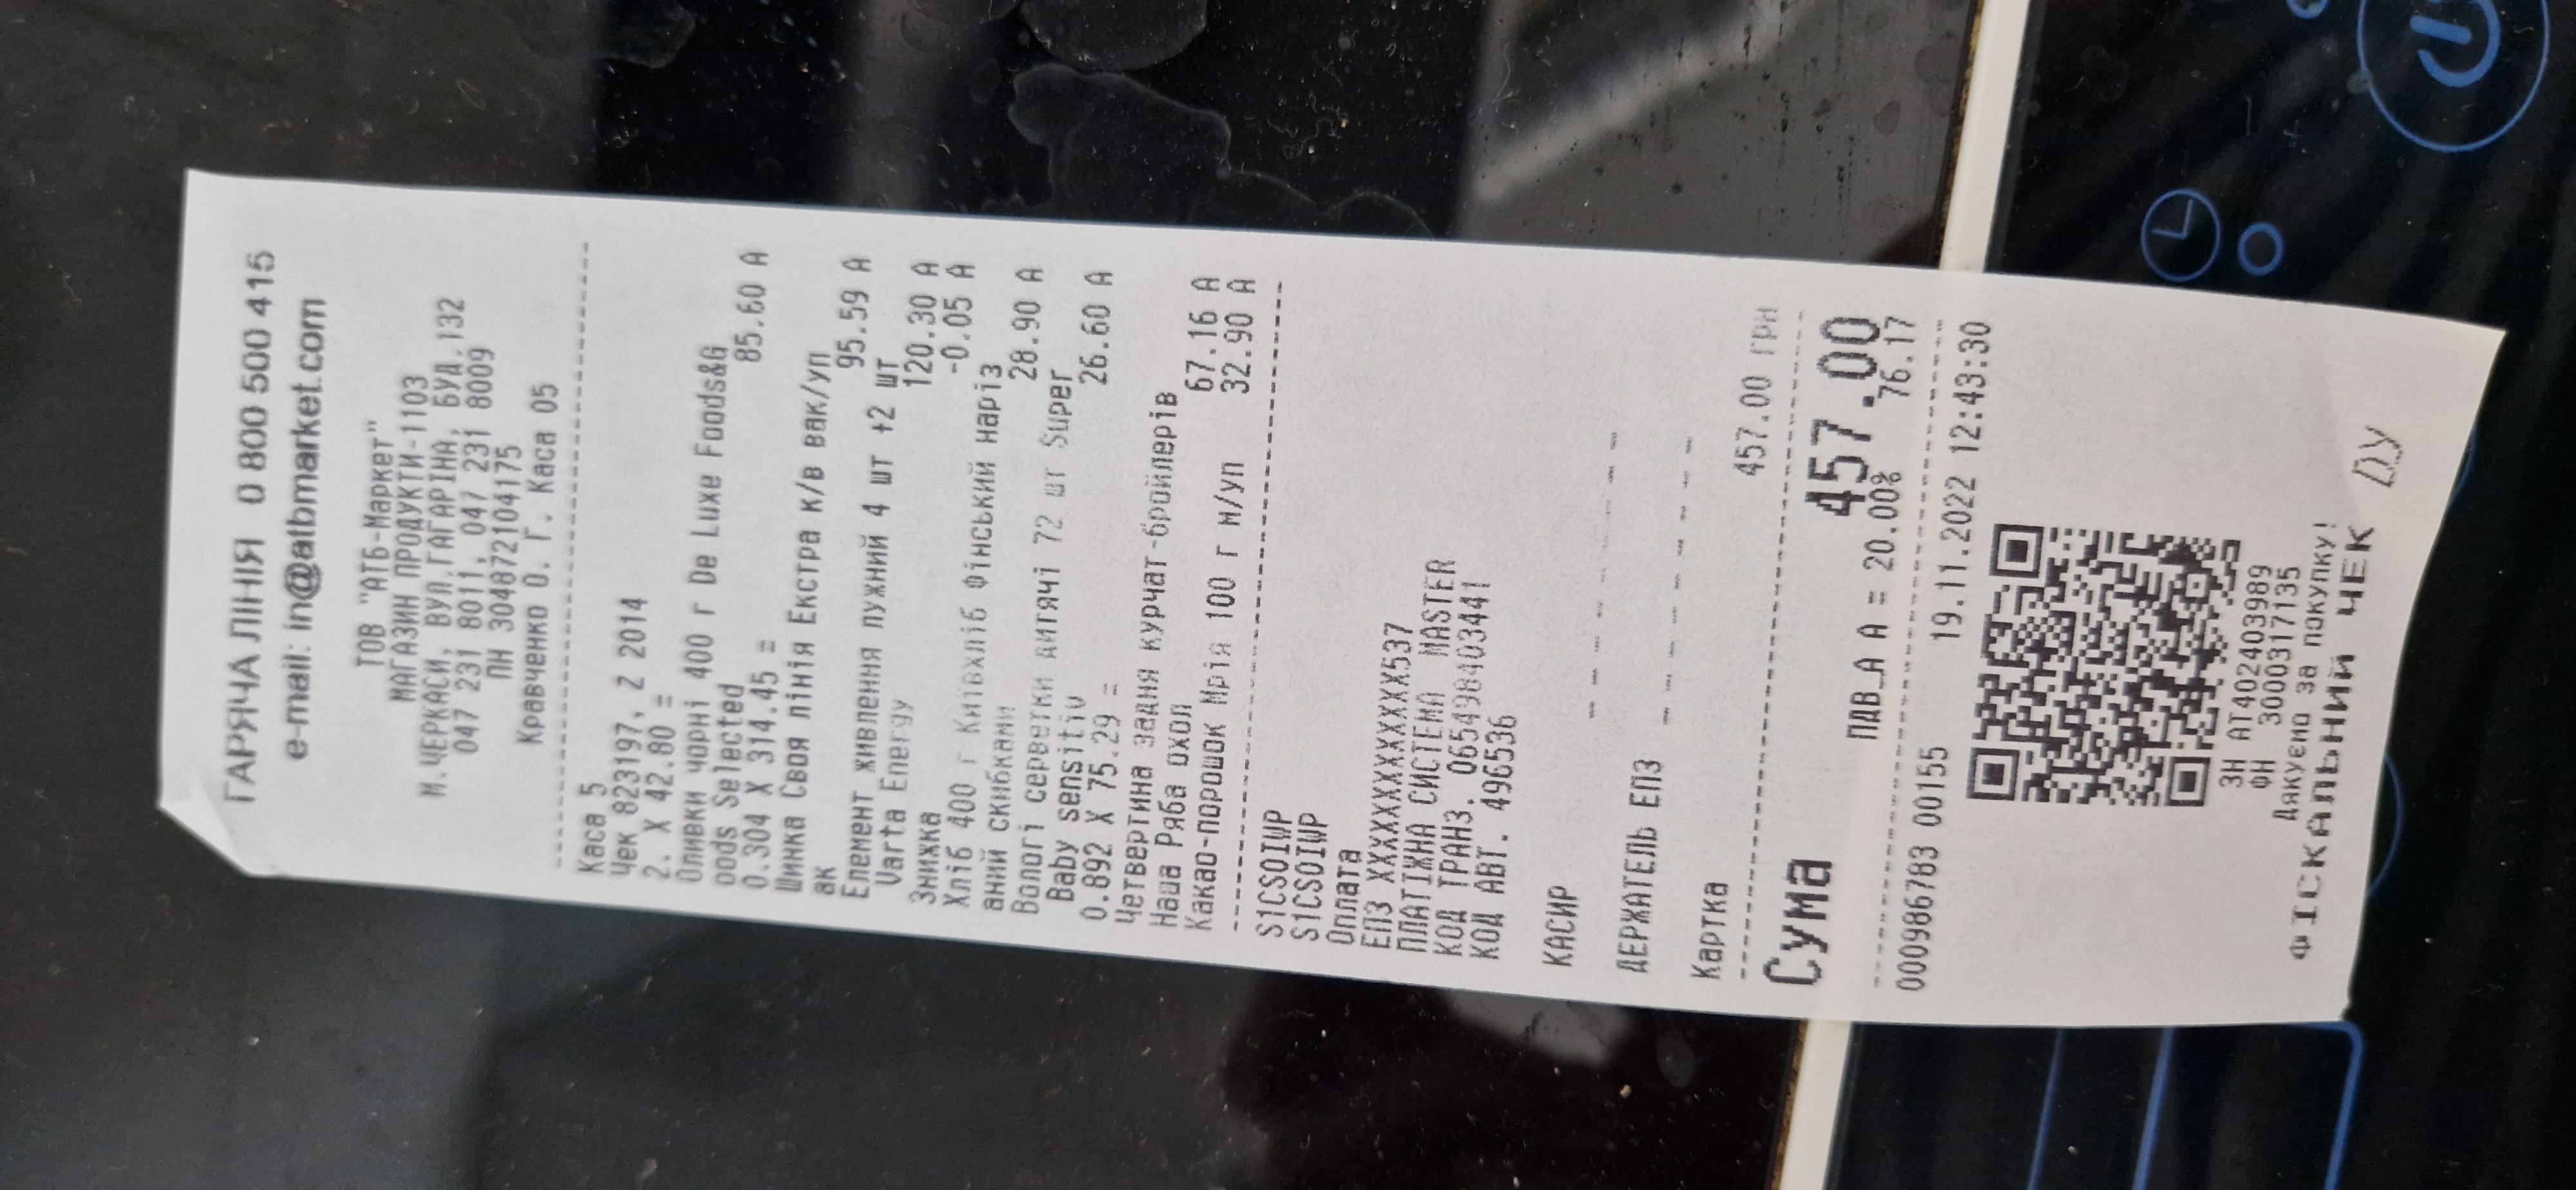 ГАРЯЧА ЛІНІЯ 0 800 500 415
e-mail: in@atbmarket.com
ТОВ "АТБ-Маркет"
МАГАЗИН ПРОДУКТИ-1103
М.ЧЕРКАСИ, ВУЛ.ГАГАРІНА, БУД.132
047 231 8011, 047 231 8009
ПН 304872104175
Кравченко О. Г. Каса 05
Каса 5
Чек 823197, Z 2014
2. X 42.80 =
Оливки чорні 400 г De Luxe Foods&G
oods Selected 85.60 А
0.304 X 314.45 =
Шинка Своя лінія Екстра к/в вак/уп
ак 95.59 А
Елемент живлення лужний 4 шт +2 шт
Varta Energy 120.30 А
Знижка -0.05 А
Хліб 400 г Київхліб Фінський наріз
аний скибками 28.90 А
Вологі серветки дитячі 72 шт Super
Baby sensitiv 26.60 А
0.892 X 75.29 =
Четвертина задня курчат-бройлерів
Наша Ряба охол 67.16 А
Какао-порошок Мрія 100 г м/уп 32.90 А
S1CSOIWP
S1CSOIWP
Оплата
ЕПЗ XXXXXXXXXXXXX537
ПЛАТІЖНА СИСТЕМА MASTER
КОД ТРАНЗ. 065498403441
КОД АВТ. 496536
КАСИР
ДЕРЖАТЕЛЬ ЕПЗ
Картка 457.00 ГРН
Сума 457.00
ПДВ_А А = 20.00% 76.17
000986783 00155 19.11.2022 12:43:30
ЗН АТ402403989
ФН 3000317135
Дякуємо за покупку!
ФІСКАЛЬНИЙ ЧЕК